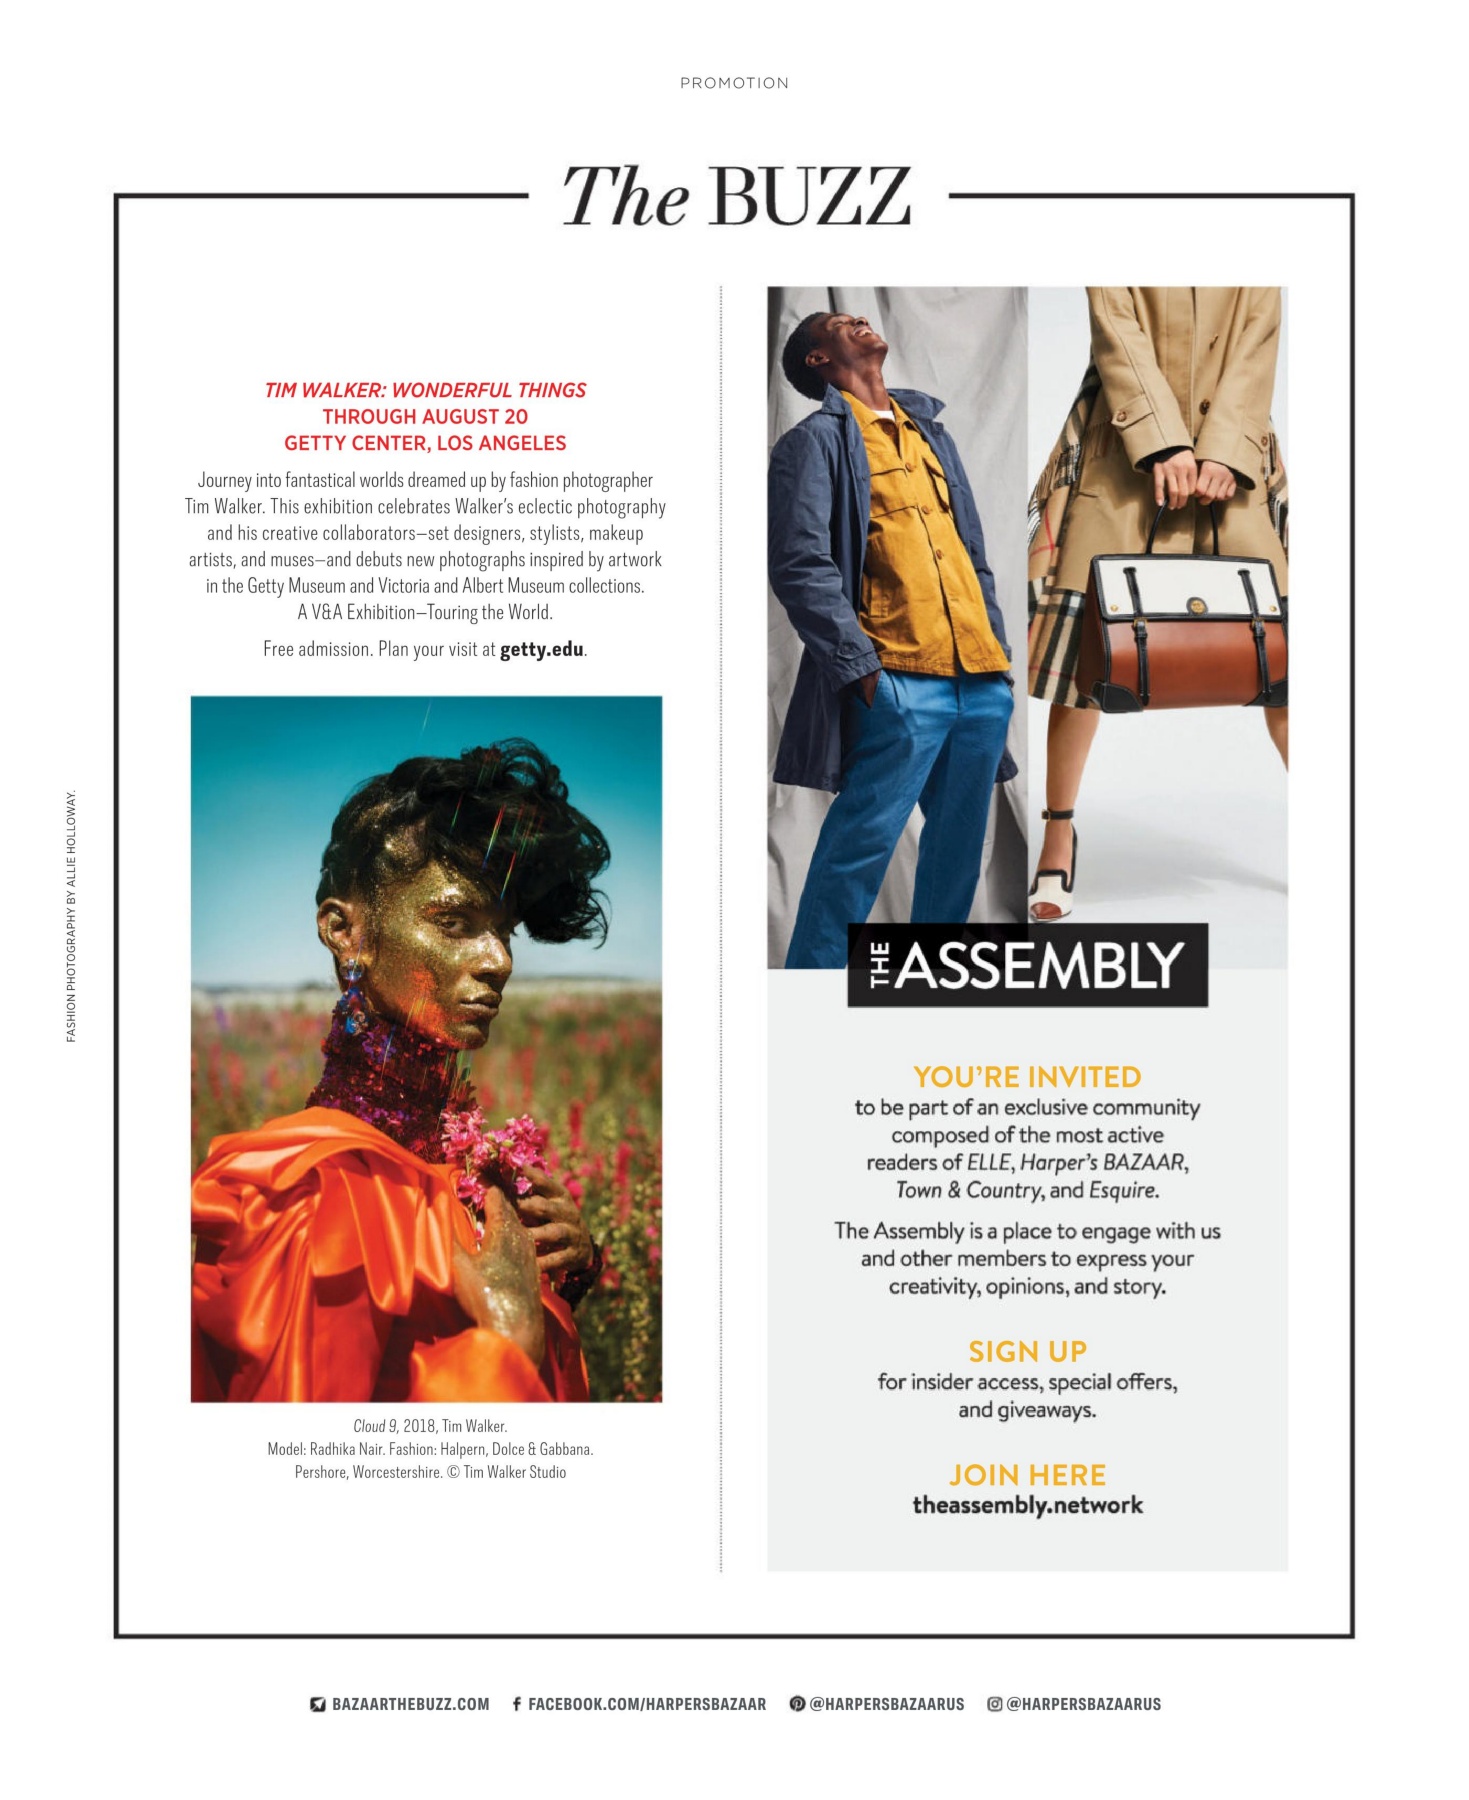 PROMOTION
The BUZZ
TIM WALKER: WONDERFUL THINGS
THROUGH AUGUST 20
GETTY CENTER, LOS ANGELES
Journey into fantastical worlds dreamed up by fashion photographer
Tim Walker. This exhibition celebrates Walker's eclectic photography
and his creative collaborators—set designers, stylists, makeup
artists, and muses—and debuts new photographs inspired by artwork
in the Getty Museum and Victoria and Albert Museum collections.
A V&A Exhibition—Touring the World.
Free admission. Plan your visit at getty.edu.
Cloud 9, 2018, Tim Walker.
Model: Radhika Nair. Fashion: Halpern, Dolce & Gabbana.
Pershore, Worcestershire. © Tim Walker Studio
FASHION PHOTOGRAPHY BY ALLIE HOLLOWAY.
THE ASSEMBLY
YOU'RE INVITED
to be part of an exclusive community
composed of the most active
readers of ELLE, Harper's BAZAAR,
Town & Country, and Esquire.
The Assembly is a place to engage with us
and other members to express your
creativity, opinions, and story.
SIGN UP
for insider access, special offers,
and giveaways.
JOIN HERE
theassembly.network
BAZAARTHEBUZZ.COM FACEBOOK.COM/HARPERSBAZAAR @HARPERSBAZAARUS @HARPERSBAZAARUS